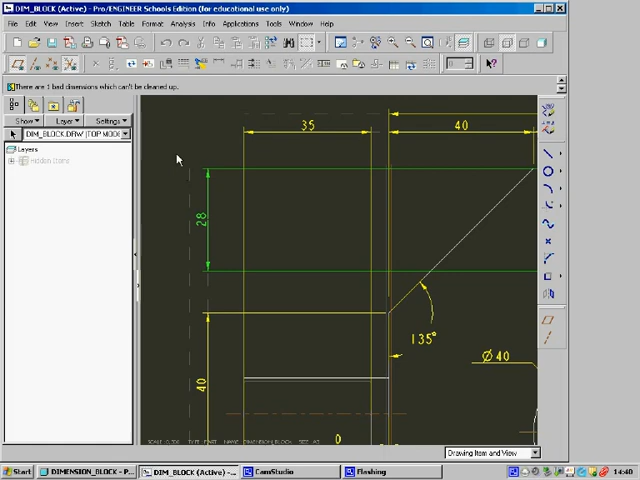 DIM_BLOCK (Active) - Pro/ENGINEER Schools Edition (for educational use only)
File Edit View Insert Sketch Table Format Analysis Info Applications Tools Window Help
There are 1 bad dimensions which can't be cleaned up.
Show Layer Settings
DIM_BLOCK.DRW (TOP MODE
Layers
Hidden Items
35
40
28
135°
Ø40
40
0
Drawing Item and View
Start DIMENSION_BLOCK - P... DIM_BLOCK (Active) -... CamStudio Flashing 14:40